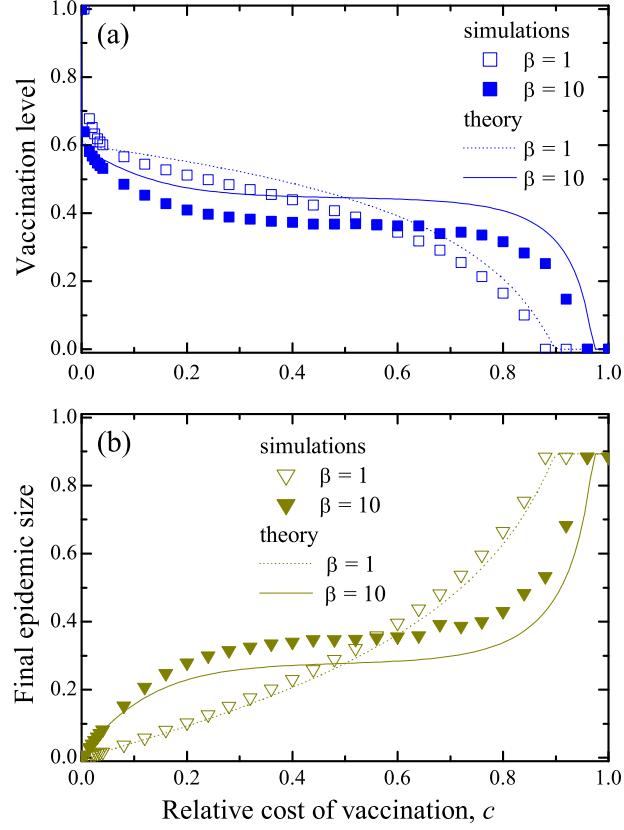 (a)
simulations
β = 1
β = 10
theory
β = 1
β = 10
Vaccination level
1.0
0.8
0.6
0.4
0.2
0.0
0.0 0.2 0.4 0.6 0.8 1.0
(b)
simulations
β = 1
β = 10
theory
β = 1
β = 10
Final epidemic size
1.0
0.8
0.6
0.4
0.2
0.0
0.0 0.2 0.4 0.6 0.8 1.0
Relative cost of vaccination, c